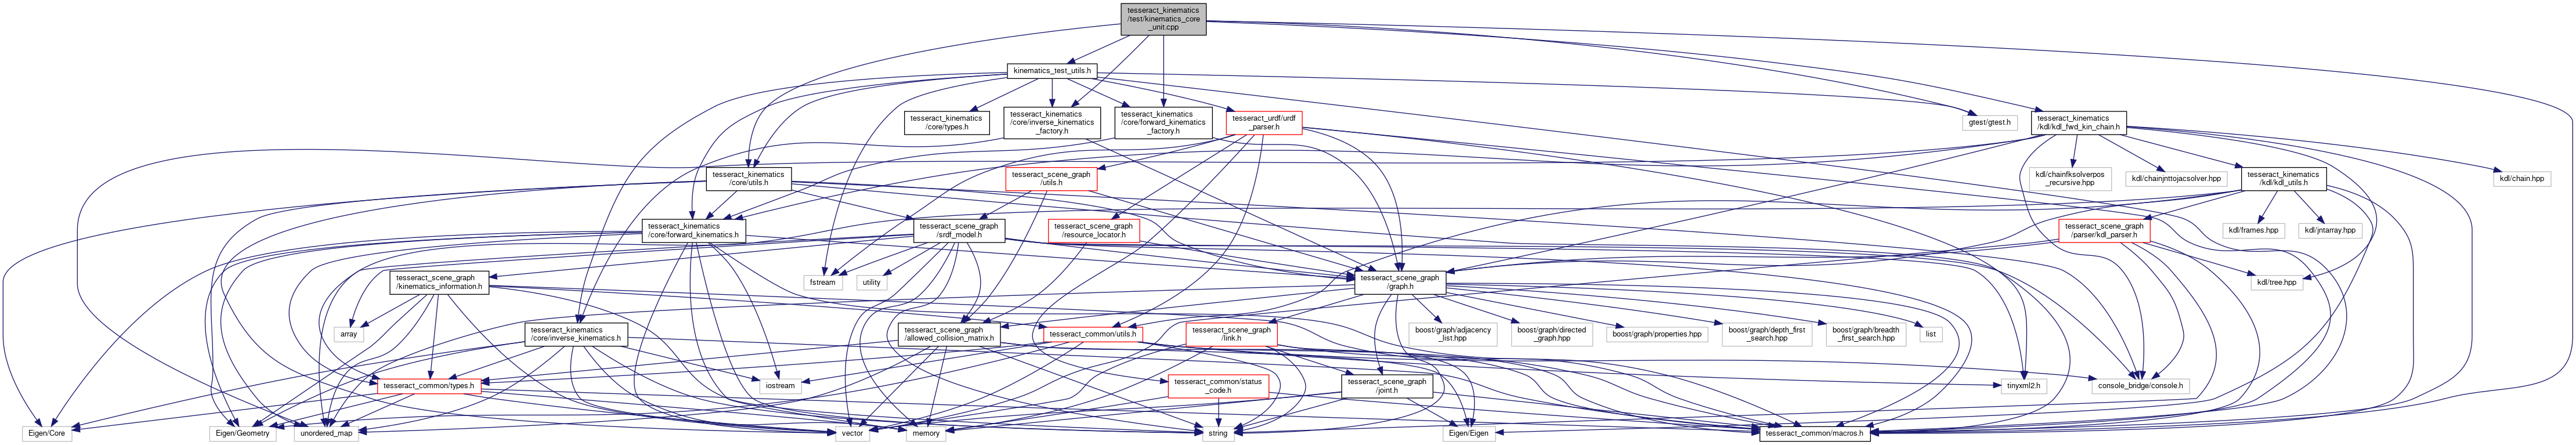 tesseract_kinematics
/test/kinematics_core
_unit.cpp
kinematics_test_utils.h
tesseract_kinematics
/core/types.h
tesseract_kinematics
/core/inverse_kinematics
_factory.h
tesseract_kinematics
/core/forward_kinematics
_factory.h
tesseract_urdf/urdf
_parser.h
gtest/gtest.h
tesseract_kinematics
/kdl/kdl_fwd_kin_chain.h
tesseract_kinematics
/core/utils.h
tesseract_scene_graph
/utils.h
kdl/chainfksolverpos
_recursive.hpp
kdl/chainjnttojacsolver.hpp
tesseract_kinematics
/kdl/kdl_utils.h
kdl/chain.hpp
tesseract_kinematics
/core/forward_kinematics.h
tesseract_scene_graph
/srdf_model.h
tesseract_scene_graph
/resource_locator.h
tesseract_scene_graph
/parser/kdl_parser.h
kdl/frames.hpp
kdl/jntarray.hpp
tesseract_scene_graph
/kinematics_information.h
fstream
utility
tesseract_scene_graph
/graph.h
kdl/tree.hpp
array
tesseract_kinematics
/core/inverse_kinematics.h
tesseract_scene_graph
/allowed_collision_matrix.h
tesseract_common/utils.h
tesseract_scene_graph
/link.h
boost/graph/adjacency
_list.hpp
boost/graph/directed
_graph.hpp
boost/graph/properties.hpp
boost/graph/depth_first
_search.hpp
boost/graph/breadth
_first_search.hpp
list
tesseract_common/types.h
iostream
tesseract_common/status
_code.h
tesseract_scene_graph
/joint.h
tinyxml2.h
console_bridge/console.h
Eigen/Core
Eigen/Geometry
unordered_map
vector
memory
string
Eigen/Eigen
tesseract_common/macros.h